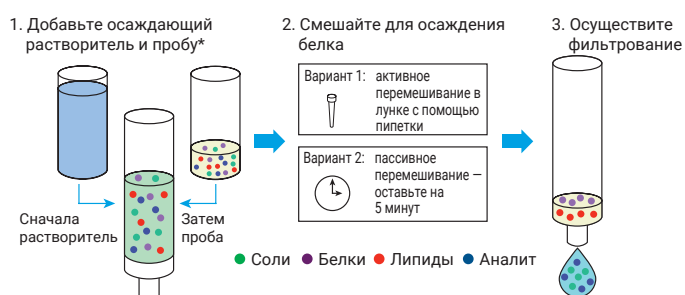 1. Добавьте осаждающий
растворитель и пробу*
Сначала
растворитель
Затем
проба
2. Смешайте для осаждения
белка
Вариант 1: активное
перемешивание в
лунке с помощью
пипетки
Вариант 2: пассивное
перемешивание —
оставьте на
5 минут
3. Осуществите
фильтрование
Соли Белки Липиды Аналит